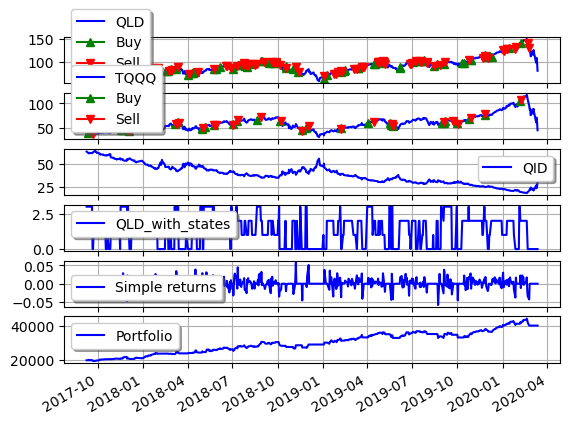 QLD
Buy
Sell
150
100
TQQQ
Buy
Sell
100
50
QID
50
25
QLD_with_states
2.5
0.0
Simple returns
0.05
0.00
−0.05
Portfolio
40000
20000
2017-10
2018-01
2018-04
2018-07
2018-10
2019-01
2019-04
2019-07
2019-10
2020-01
2020-04